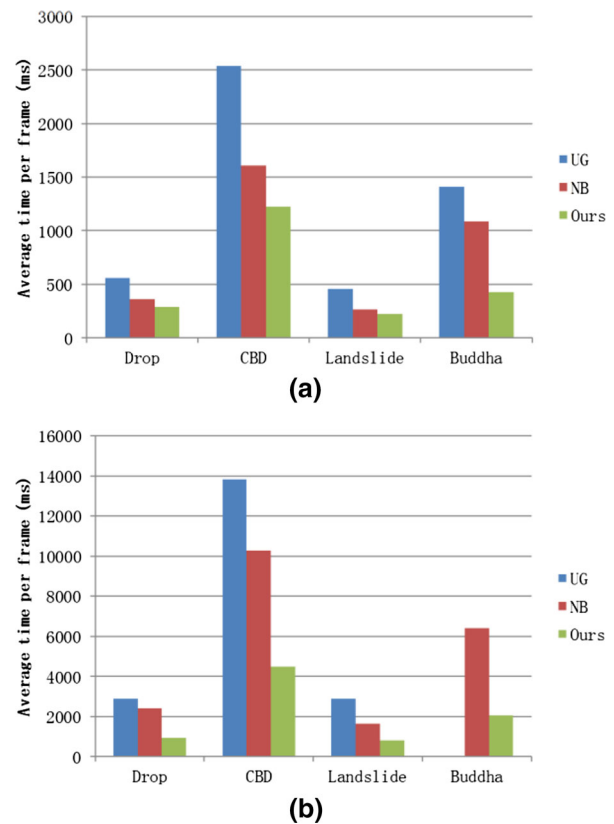 3000
2500
2000
1500
1000
500
0
Average time per frame (ms)
Drop CBD Landslide Buddha
UG
NB
Ours
(a)
16000
14000
12000
10000
8000
6000
4000
2000
0
Average time per frame (ms)
Drop CBD Landslide Buddha
UG
NB
Ours
(b)